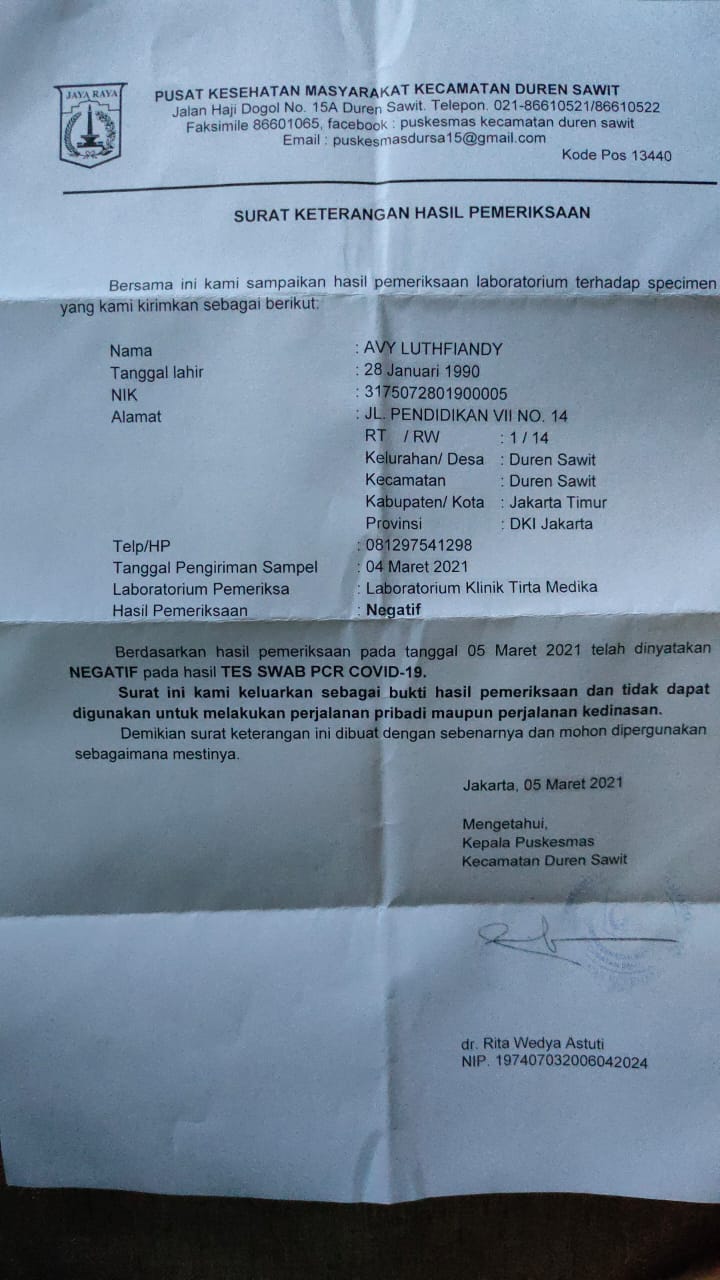 JAYA RAYA
PUSAT KESEHATAN MASYARAKAT KECAMATAN DUREN SAWIT
Jalan Haji Dogol No. 15A Duren Sawit. Telepon. 021-86610521/86610522
Faksimile 86601065, facebook : puskesmas kecamatan duren sawit
Email : puskesmasdursa15@gmail.com
Kode Pos 13440
SURAT KETERANGAN HASIL PEMERIKSAAN
Bersama ini kami sampaikan hasil pemeriksaan laboratorium terhadap specimen
yang kami kirimkan sebagai berikut:
Nama : AVY LUTHFIANDY
Tanggal lahir : 28 Januari 1990
NIK : 3175072801900005
Alamat : JL. PENDIDIKAN VII NO. 14
RT / RW : 1 / 14
Kelurahan/ Desa : Duren Sawit
Kecamatan : Duren Sawit
Kabupaten/ Kota : Jakarta Timur
Provinsi : DKI Jakarta
Telp/HP : 081297541298
Tanggal Pengiriman Sampel : 04 Maret 2021
Laboratorium Pemeriksa : Laboratorium Klinik Tirta Medika
Hasil Pemeriksaan : Negatif
Berdasarkan hasil pemeriksaan pada tanggal 05 Maret 2021 telah dinyatakan
NEGATIF pada hasil TES SWAB PCR COVID-19.
Surat ini kami keluarkan sebagai bukti hasil pemeriksaan dan tidak dapat
digunakan untuk melakukan perjalanan pribadi maupun perjalanan kedinasan.
Demikian surat keterangan ini dibuat dengan sebenarnya dan mohon dipergunakan
sebagaimana mestinya.
Jakarta, 05 Maret 2021
Mengetahui,
Kepala Puskesmas
Kecamatan Duren Sawit
dr. Rita Wedya Astuti
NIP. 197407032006042024